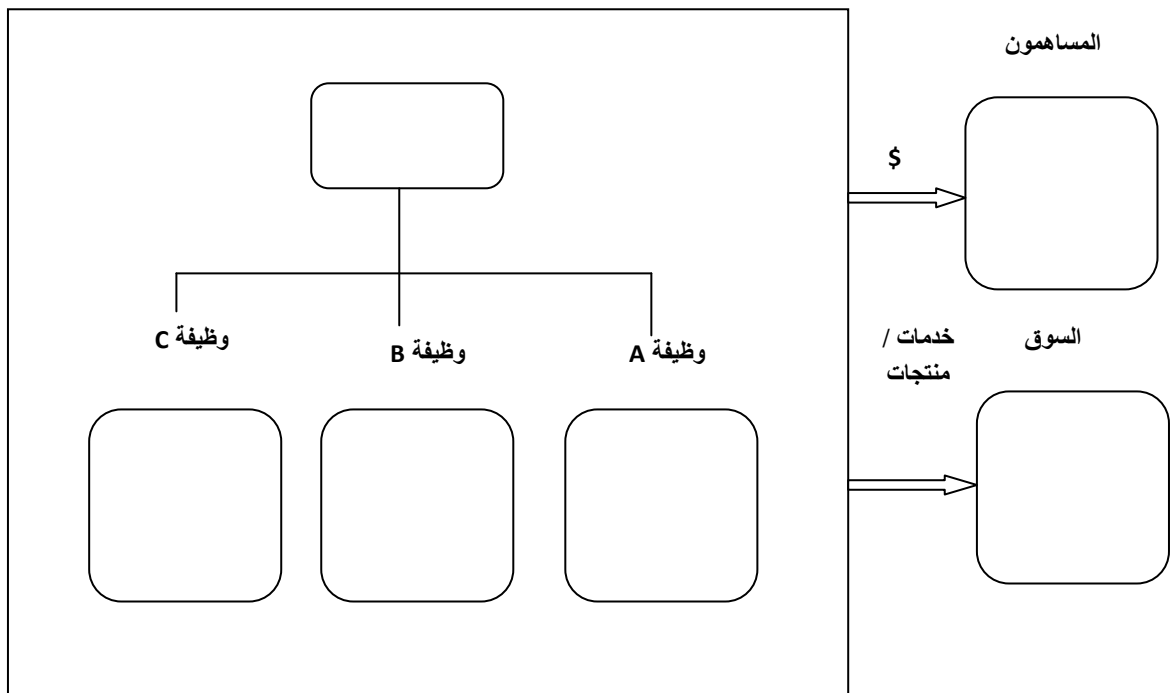 المساهمون
$
وظيفة A
وظيفة B
وظيفة C
السوق
خدمات /
منتجات